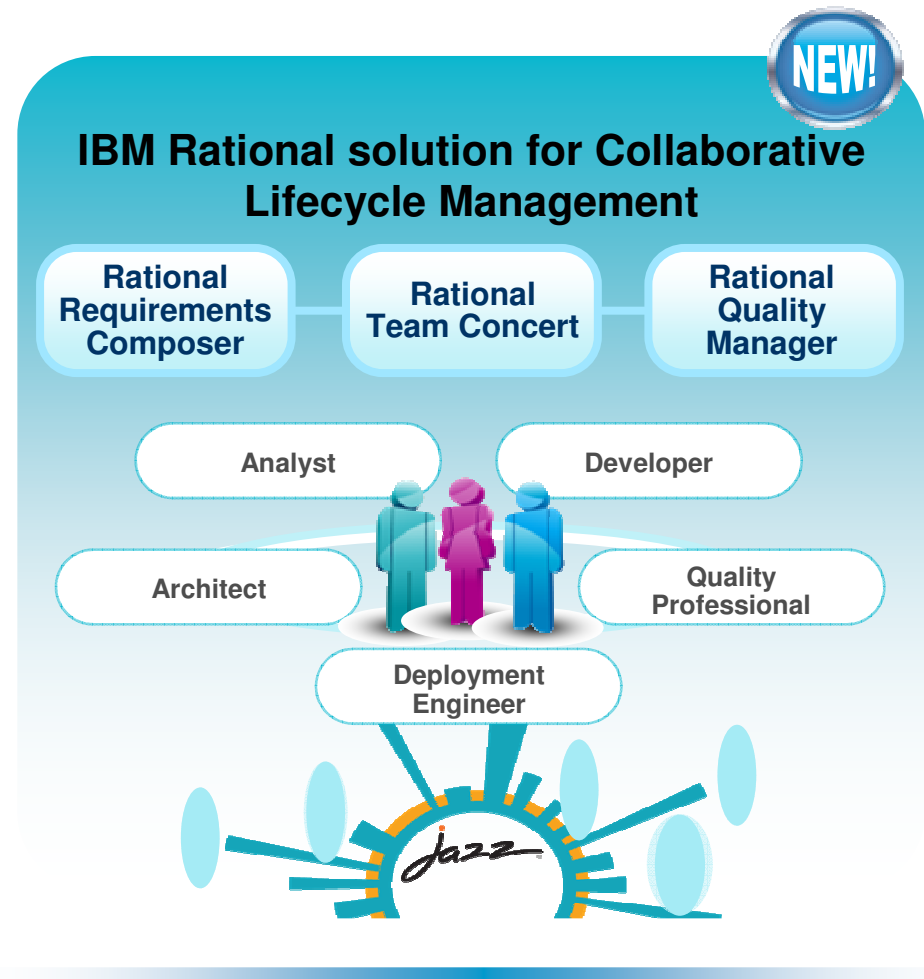 NEW!
IBM Rational solution for Collaborative
Lifecycle Management
Rational
Requirements
Composer
Rational
Team Concert
Rational
Quality
Manager
Analyst
Developer
Architect
Quality
Professional
Deployment
Engineer
jazz